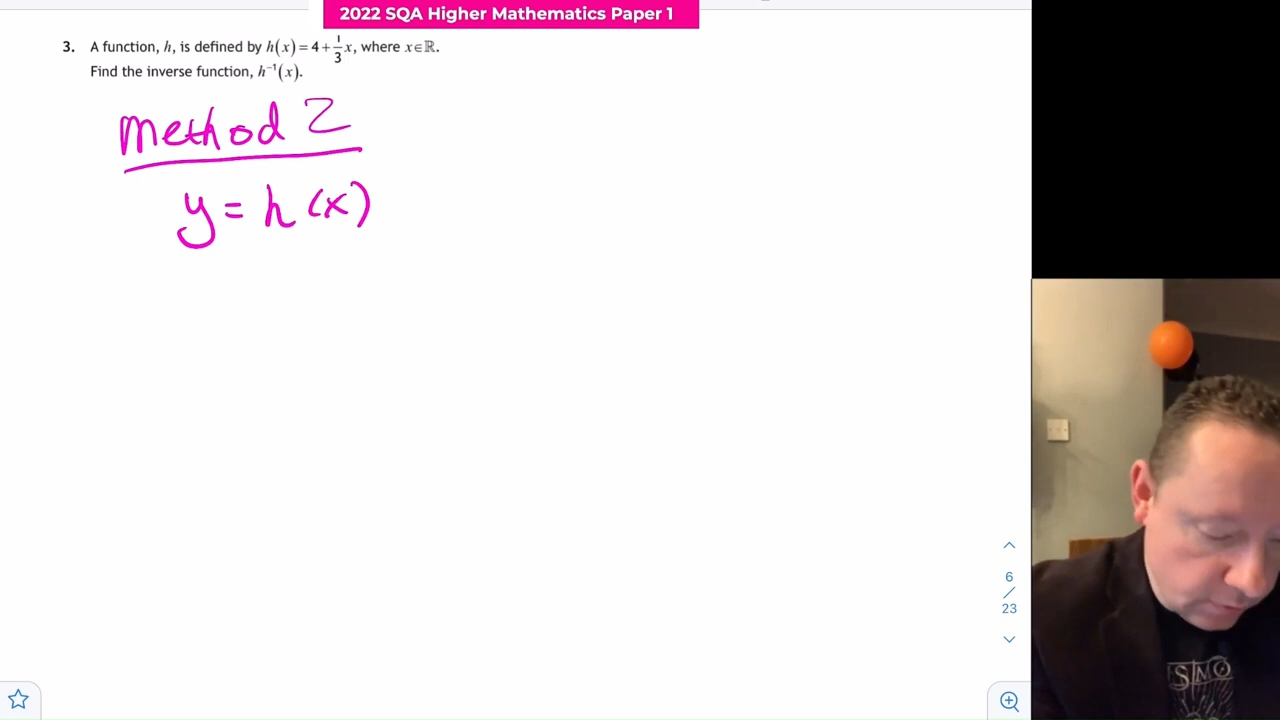 2022 SQA Higher Mathematics Paper 1
3. A function, h, is defined by h(x) = 4 + 1/3 x, where x∈ℝ.
Find the inverse function, h⁻¹(x).
Method 2
y = h(x)
6
/
23
SMO